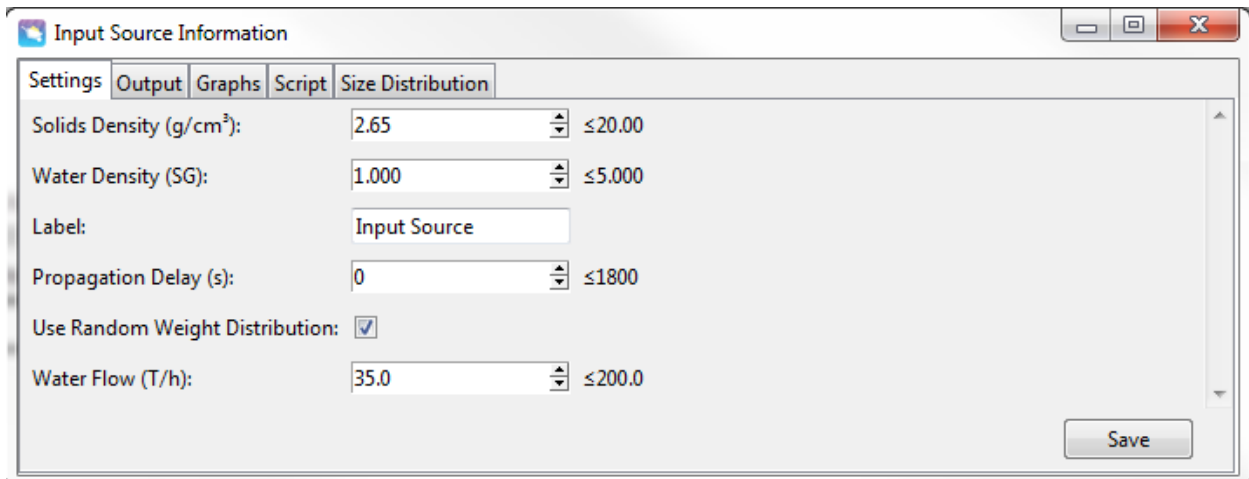 Input Source Information
Settings Output Graphs Script Size Distribution
Solids Density (g/cm³): 2.65 ≤20.00
Water Density (SG): 1.000 ≤5.000
Label: Input Source
Propagation Delay (s): 0 ≤1800
Use Random Weight Distribution:
Water Flow (T/h): 35.0 ≤200.0
Save